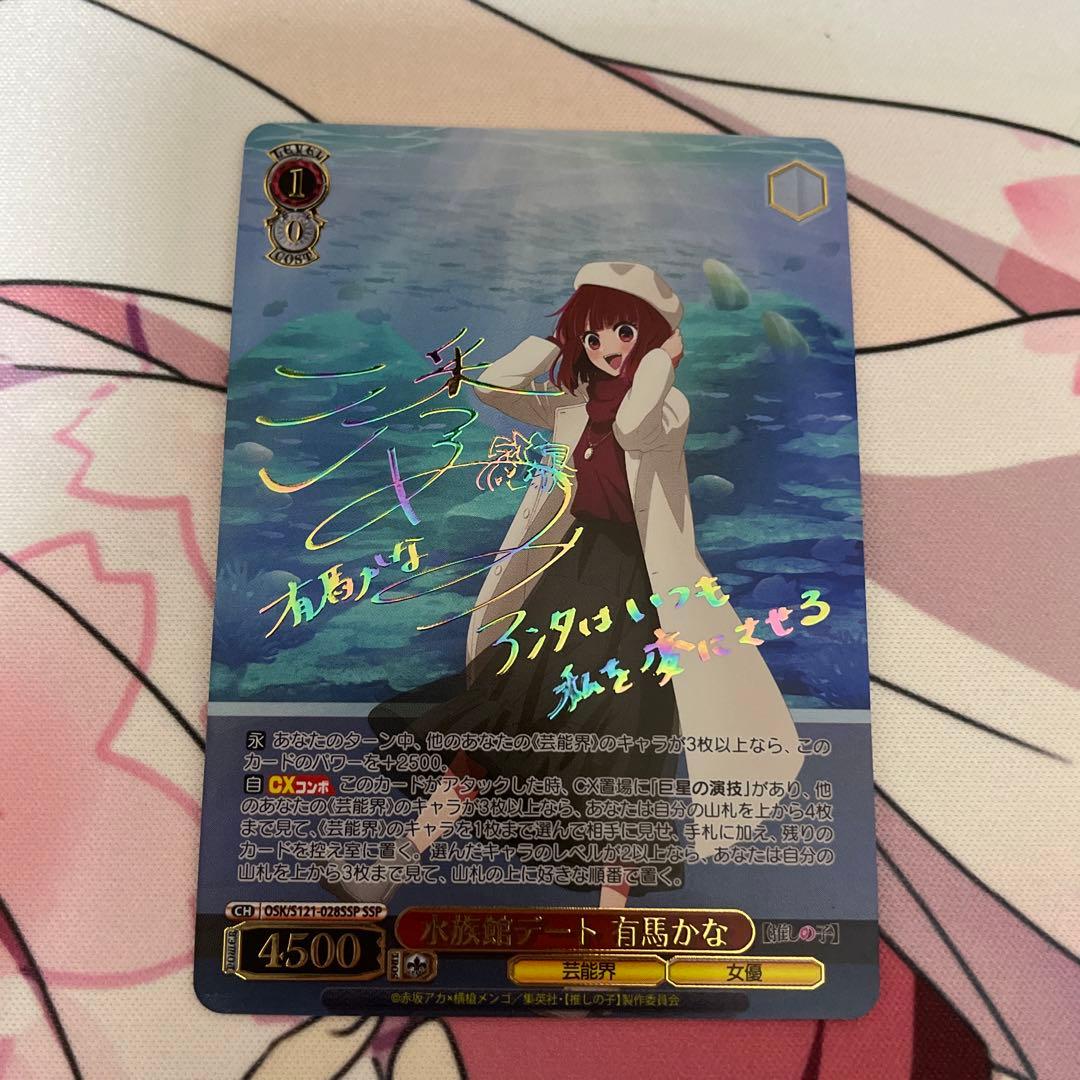 LEVEL
1
0
COST
有馬かな
アンタはいつも
私を変にさせる
永 あなたのターン中、他のあなたの《芸能界》のキャラが3枚以上なら、この
カードのパワーを+2500。
自 CXコンボ このカードがアタックした時、CX置場に「巨星の演技」があり、他
のあなたの《芸能界》のキャラが3枚以上なら、あなたは自分の山札を上から4枚
まで見て、《芸能界》のキャラを1枚まで選んで相手に見せ、手札に加え、残りの
カードを控え室に置く。選んだキャラのレベルが2以上なら、あなたは自分の
山札を上から3枚まで見て、山札の上に好きな順番で置く。
CH OSK/S121-028SSP SSP
水族館デート 有馬かな
【推しの子】
POWER 4500 SOUL
芸能界 女優
©赤坂アカ×横槍メンゴ/集英社・【推しの子】製作委員会